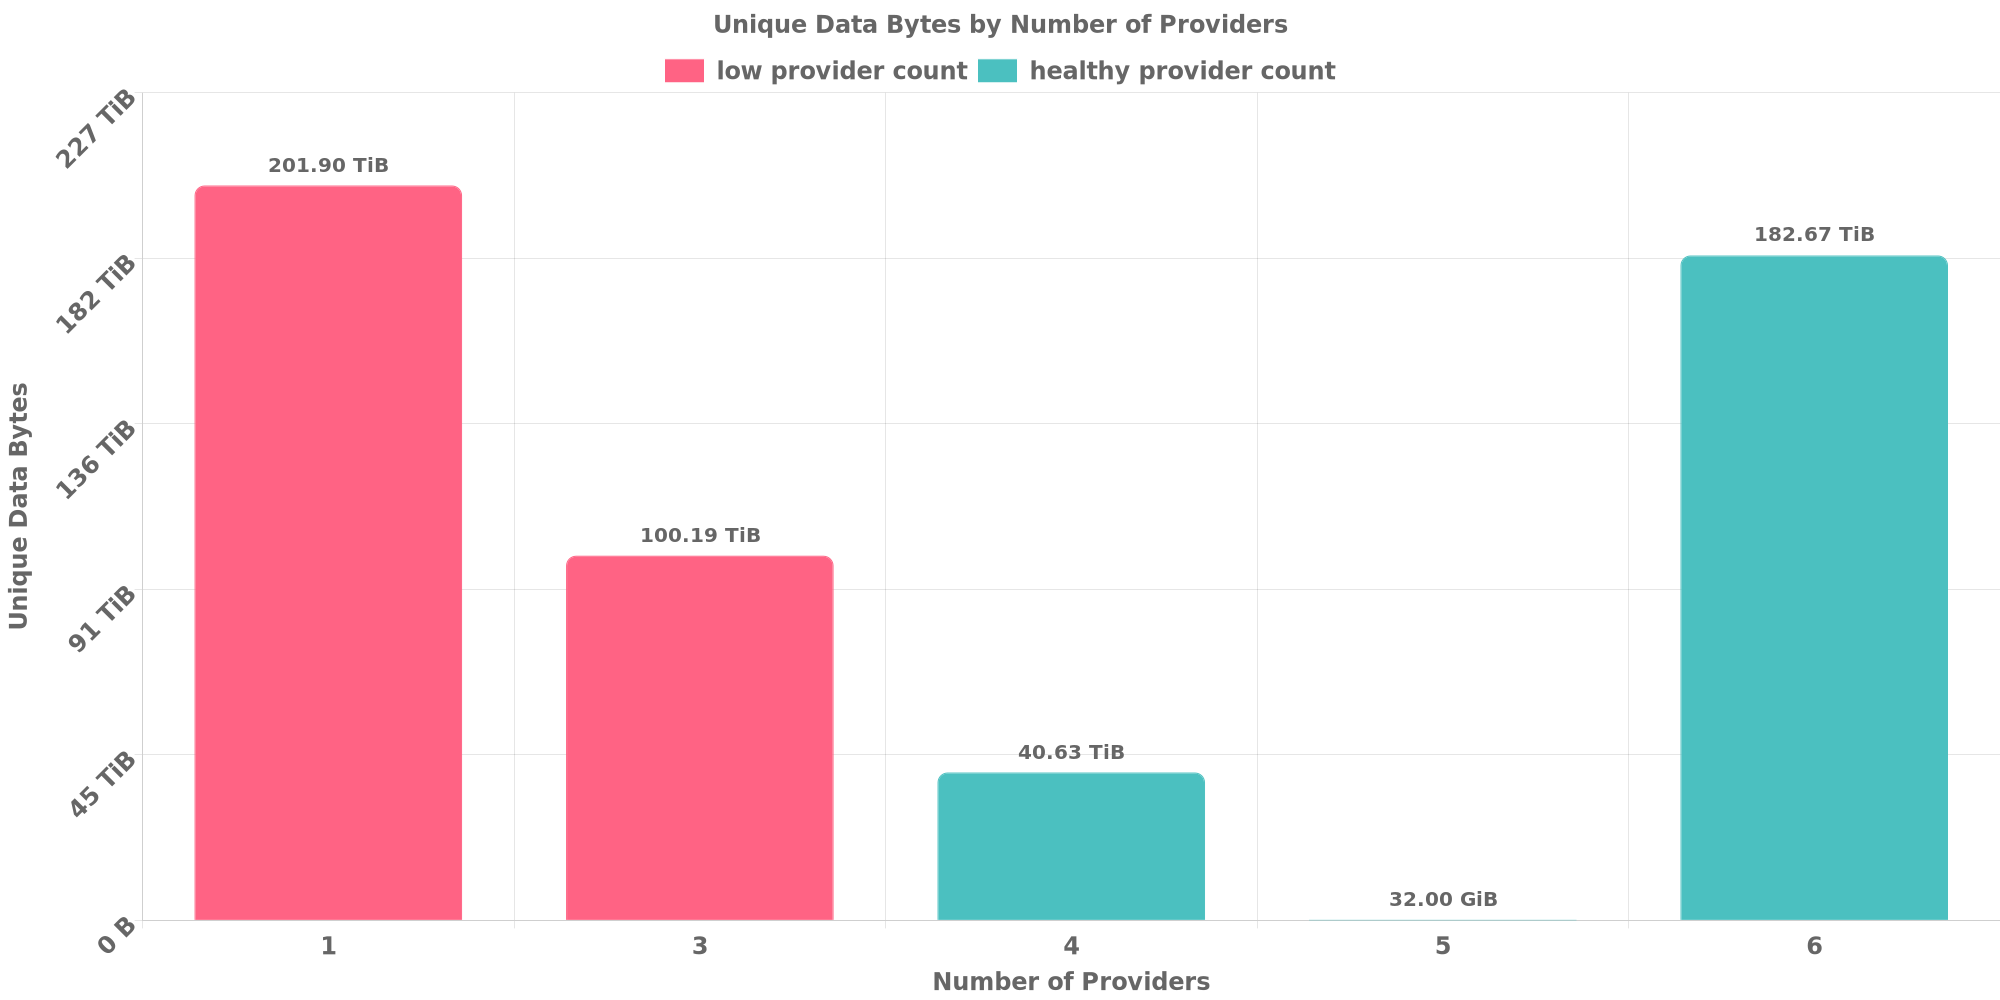 Unique Data Bytes by Number of Providers
low provider count healthy provider count
227 TiB
182 TiB
136 TiB
91 TiB
45 TiB
0 B
Unique Data Bytes
201.90 TiB
100.19 TiB
40.63 TiB
32.00 GiB
182.67 TiB
1 3 4 5 6
Number of Providers